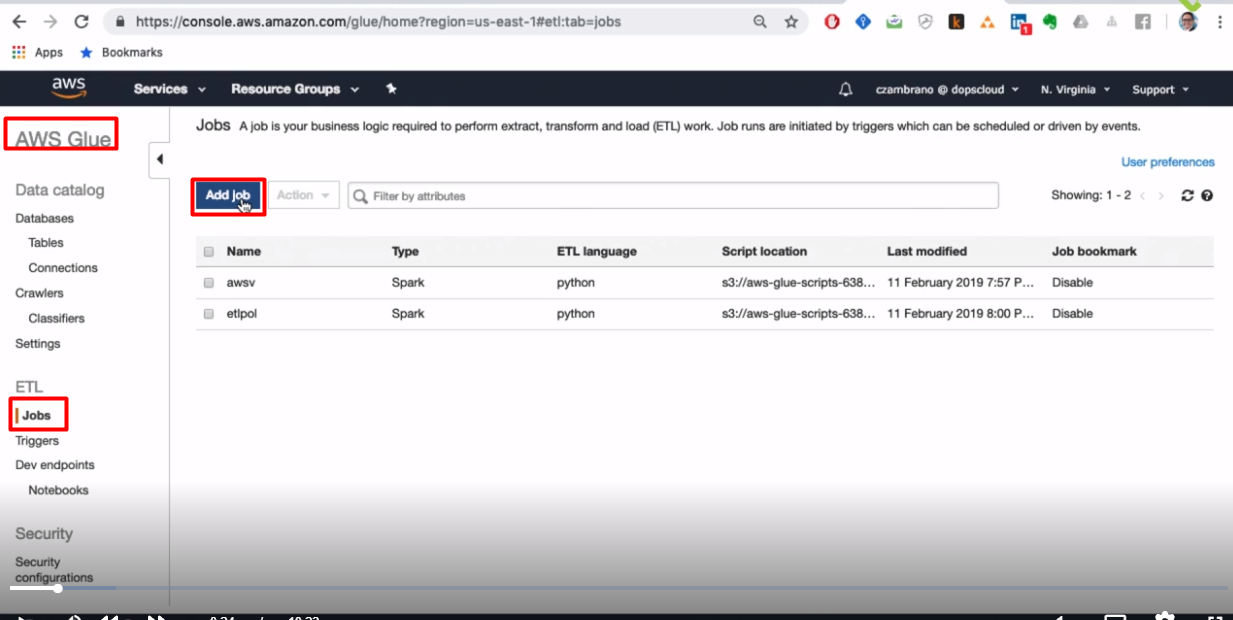 https://console.aws.amazon.com/glue/home?region=us-east-1#etl:tab=jobs
1
Apps Bookmarks
aws Services Resource Groups czambrano @ dopscloud N. Virginia Support
AWS Glue
Data catalog
Databases
Tables
Connections
Crawlers
Classifiers
Settings
ETL
Jobs
Triggers
Dev endpoints
Notebooks
Security
Security
configurations
Jobs A job is your business logic required to perform extract, transform and load (ETL) work. Job runs are initiated by triggers which can be scheduled or driven by events.
User preferences
Add job Action Filter by attributes Showing: 1 - 2
Name Type ETL language Script location Last modified Job bookmark
awsv Spark python s3://aws-glue-scripts-638... 11 February 2019 7:57 P... Disable
etlpol Spark python s3://aws-glue-scripts-638... 11 February 2019 8:00 P... Disable